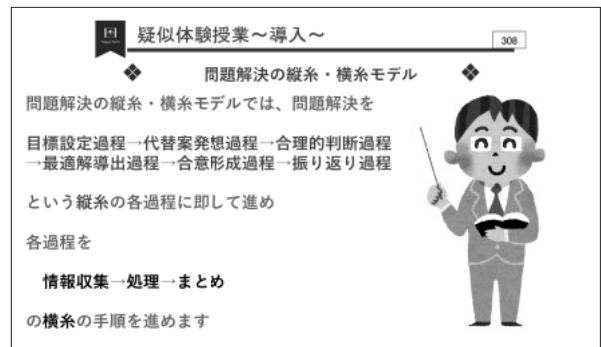 疑似体験授業～導入～
308
❖ 問題解決の縦糸・横糸モデル ❖
問題解決の縦糸・横糸モデルでは、問題解決を
目標設定過程→代替案発想過程→合理的判断過程
→最適解導出過程→合意形成過程→振り返り過程
という縦糸の各過程に即して進め
各過程を
情報収集→処理→まとめ
の横糸の手順を進めます